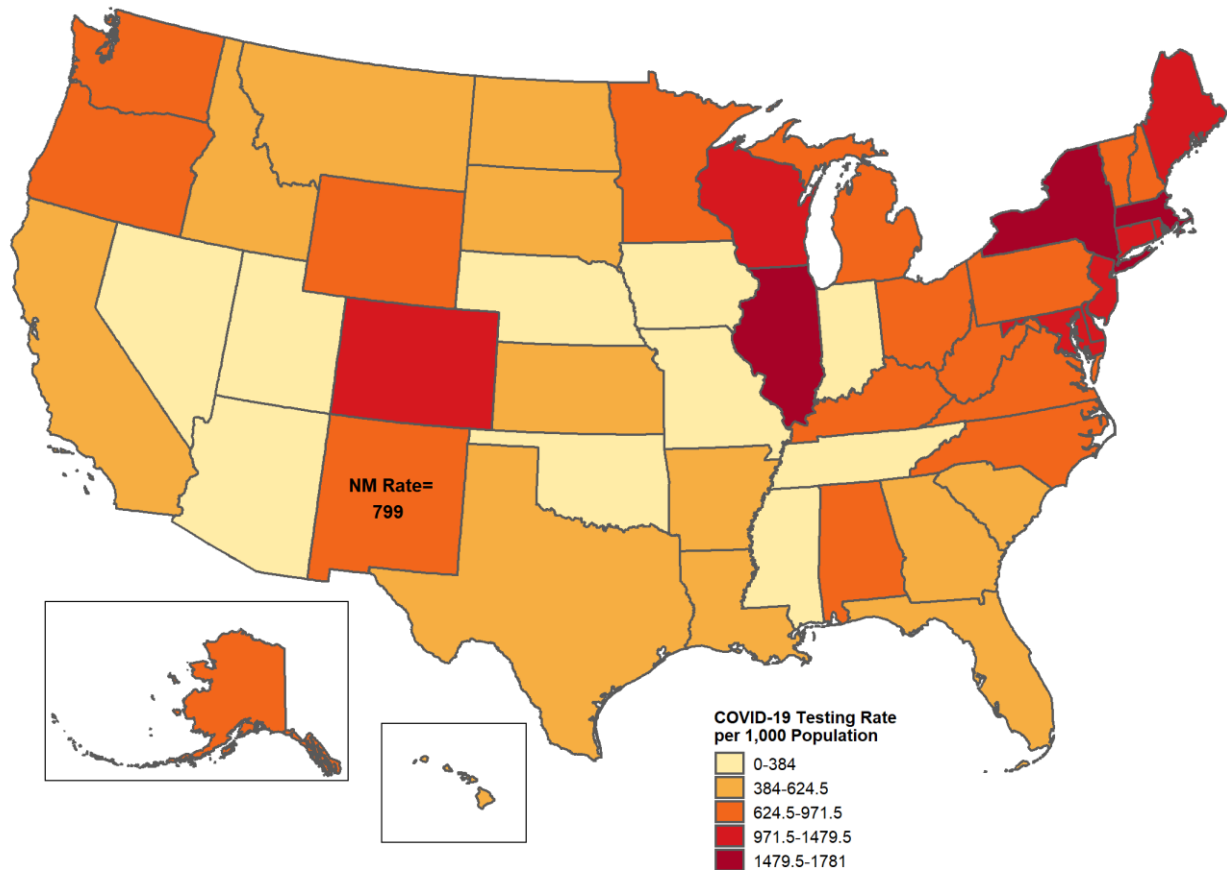 NM Rate=
799
COVID-19 Testing Rate
per 1,000 Population
0-384
384-624.5
624.5-971.5
971.5-1479.5
1479.5-1781